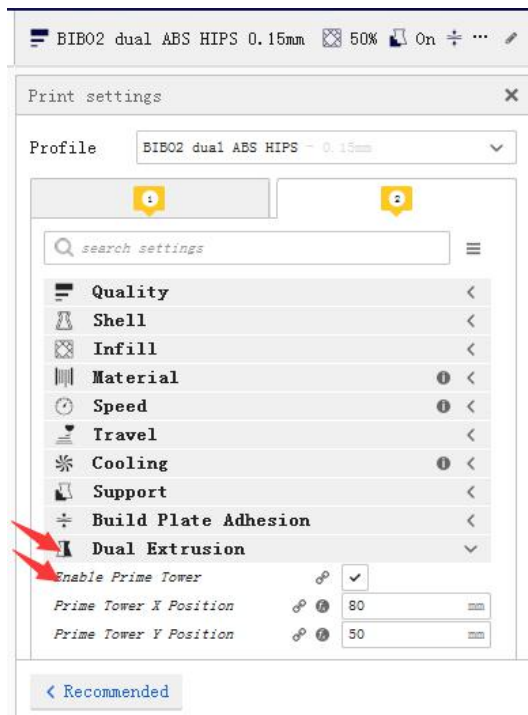 BIBO2 dual ABS HIPS 0.15mm 50% On ...
Print settings
Profile BIBO2 dual ABS HIPS - 0.15mm
1 2
search settings
Quality
Shell
Infill
Material
Speed
Travel
Cooling
Support
Build Plate Adhesion
Dual Extrusion
Enable Prime Tower
Prime Tower X Position 80 mm
Prime Tower Y Position 50 mm
< Recommended